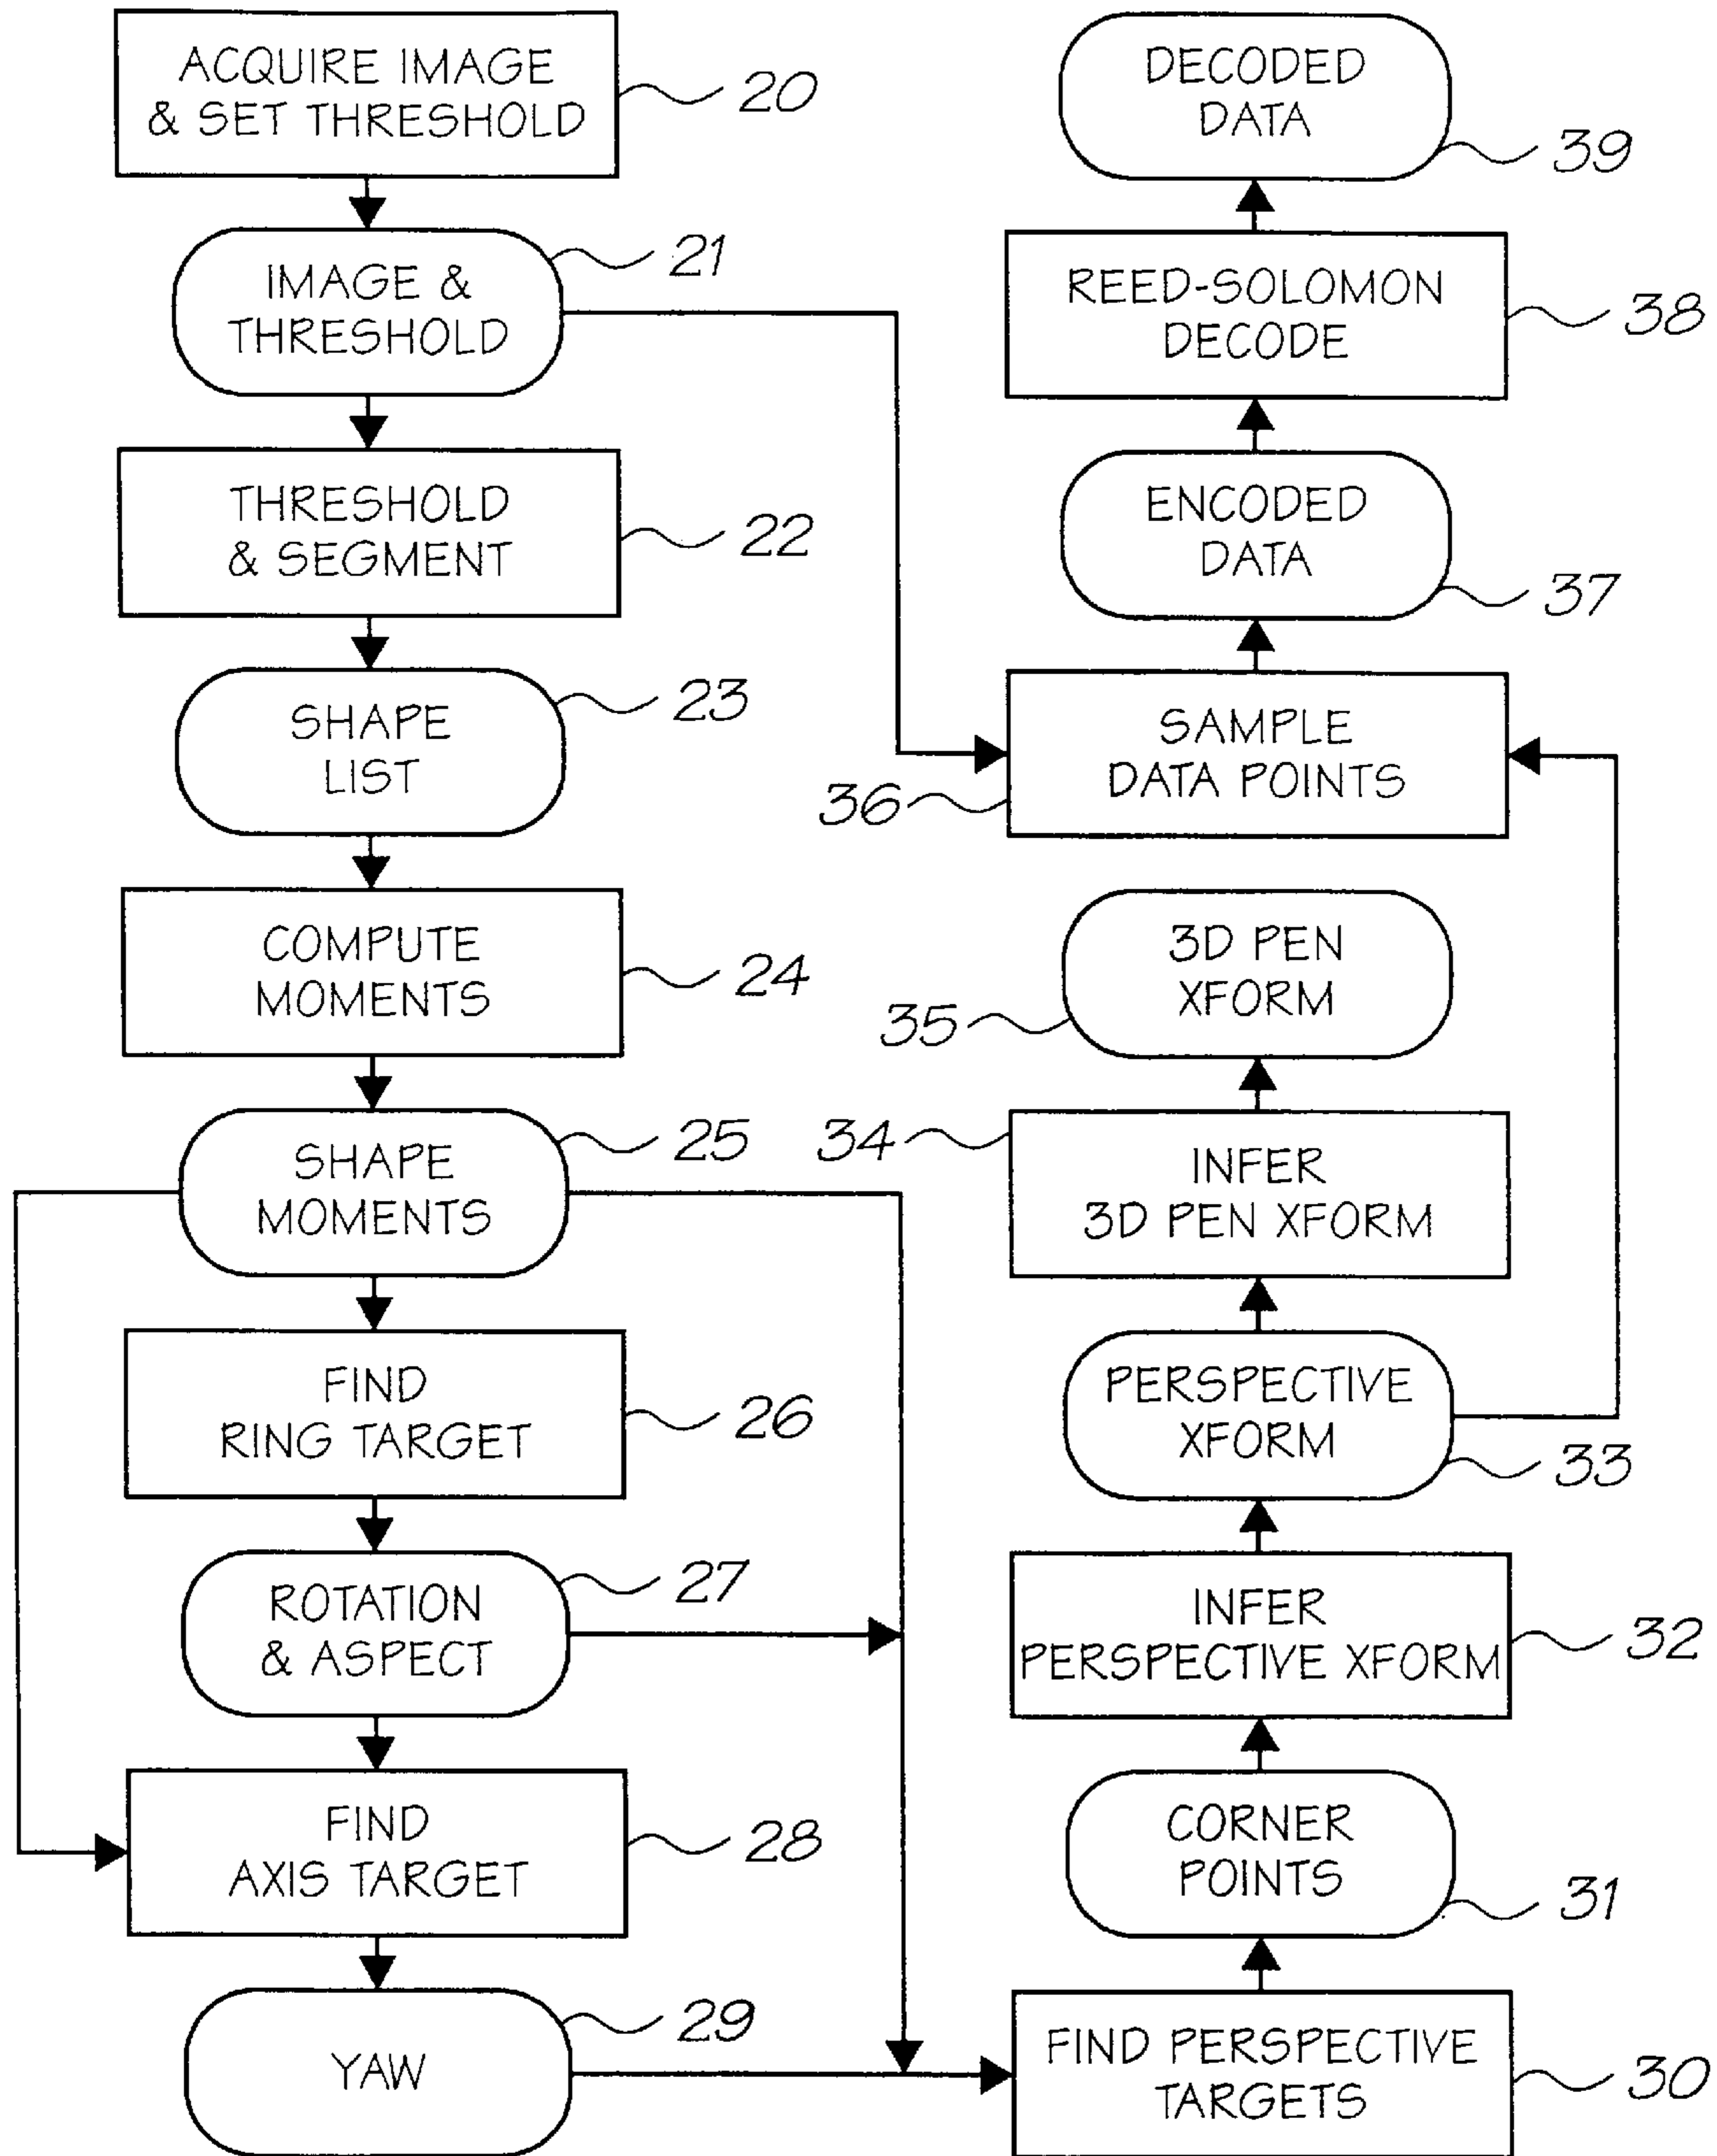 ACQUIRE IMAGE
& SET THRESHOLD
20
IMAGE &
THRESHOLD
21
THRESHOLD
& SEGMENT
22
SHAPE
LIST
23
COMPUTE
MOMENTS
24
SHAPE
MOMENTS
25
FIND
RING TARGET
26
ROTATION
& ASPECT
27
FIND
AXIS TARGET
28
YAW
29
FIND PERSPECTIVE
TARGETS
30
CORNER
POINTS
31
INFER
PERSPECTIVE XFORM
32
PERSPECTIVE
XFORM
33
INFER
3D PEN XFORM
34
3D PEN
XFORM
35
SAMPLE
DATA POINTS
36
ENCODED
DATA
37
REED-SOLOMON
DECODE
38
DECODED
DATA
39